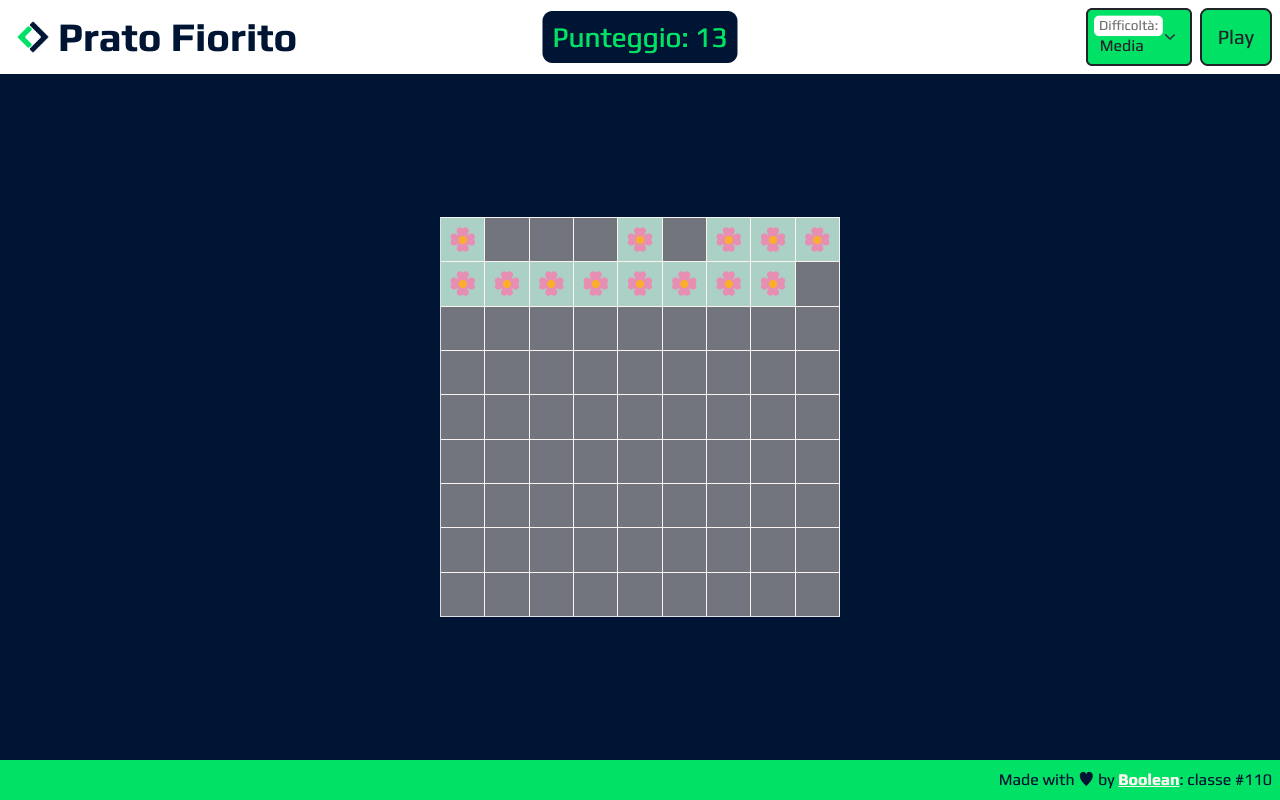 Prato Fiorito
Punteggio: 13
Difficoltà:
Media
Play
Made with ♥ by Boolean: classe #110